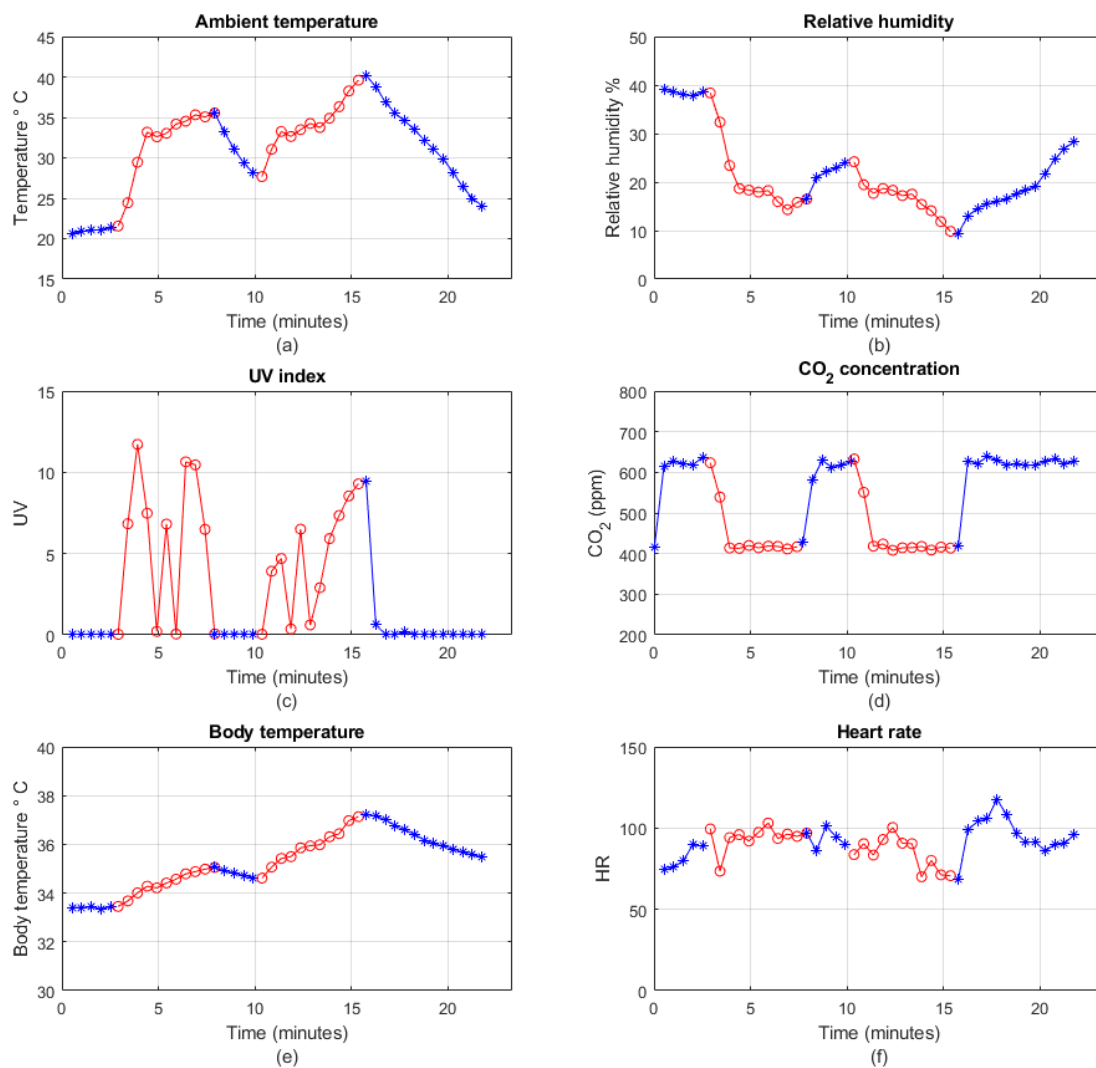 Ambient temperature
45
40
35
30
25
20
15
Temperature ° C
0 5 10 15 20
Time (minutes)
(a)
Relative humidity
50
40
30
20
10
0
Relative humidity %
0 5 10 15 20
Time (minutes)
(b)
UV index
15
10
5
0
UV
0 5 10 15 20
Time (minutes)
(c)
CO₂ concentration
800
700
600
500
400
300
200
CO₂ (ppm)
0 5 10 15 20
Time (minutes)
(d)
Body temperature
40
38
36
34
32
30
Body temperature ° C
0 5 10 15 20
Time (minutes)
(e)
Heart rate
150
100
50
0
HR
0 5 10 15 20
Time (minutes)
(f)